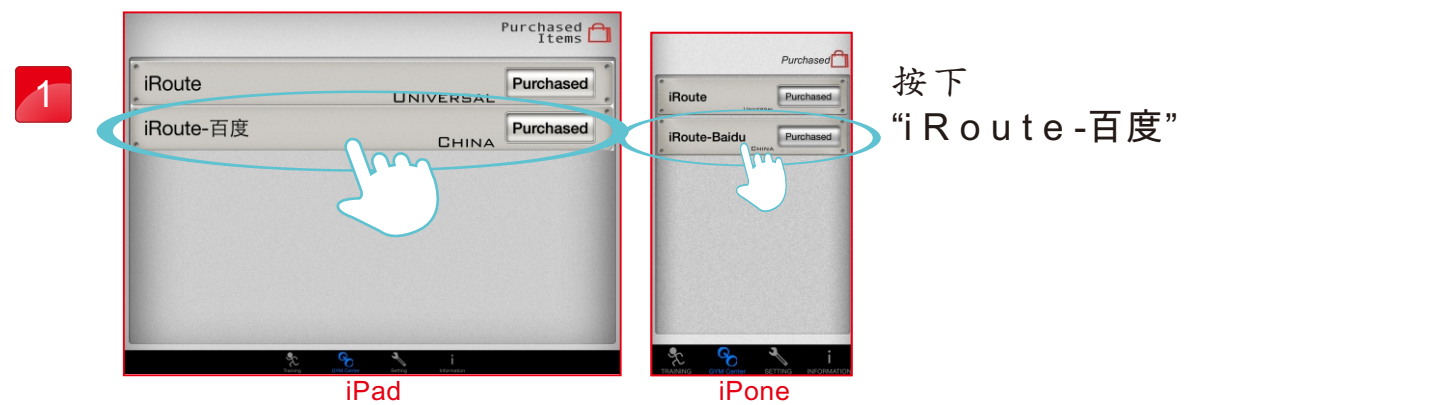 1
Purchased
Items
iRoute
UNIVERSAL
Purchased
iRoute-百度
CHINA
Purchased
Training
GYM Center
Setting
Information
iPad
Purchased
iRoute
UNIVERSAL
Purchased
iRoute-Baidu
CHINA
Purchased
TRAINING
GYM Center
SETTING
INFORMATION
iPone
按下
“iRoute-百度”